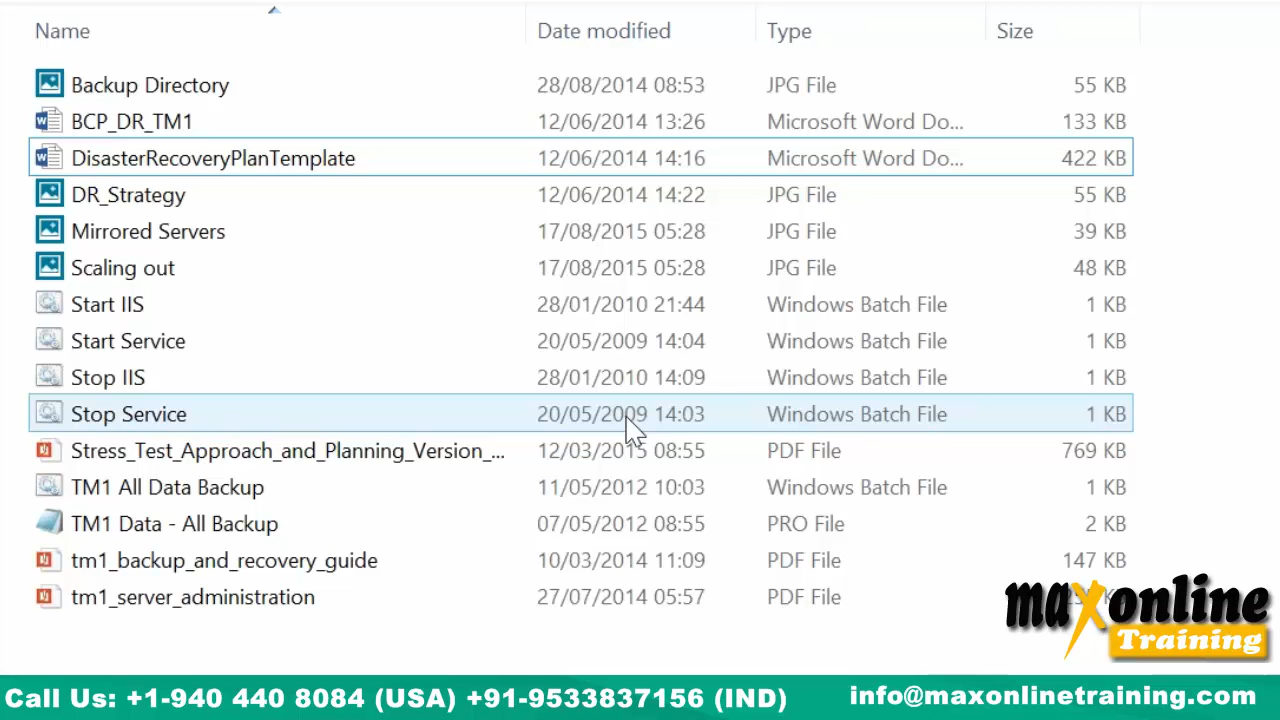 Name Date modified Type Size
Backup Directory 28/08/2014 08:53 JPG File 55 KB
BCP_DR_TM1 12/06/2014 13:26 Microsoft Word Do... 133 KB
DisasterRecoveryPlanTemplate 12/06/2014 14:16 Microsoft Word Do... 422 KB
DR_Strategy 12/06/2014 14:22 JPG File 55 KB
Mirrored Servers 17/08/2015 05:28 JPG File 39 KB
Scaling out 17/08/2015 05:28 JPG File 48 KB
Start IIS 28/01/2010 21:44 Windows Batch File 1 KB
Start Service 20/05/2009 14:04 Windows Batch File 1 KB
Stop IIS 28/01/2010 14:09 Windows Batch File 1 KB
Stop Service 20/05/2009 14:03 Windows Batch File 1 KB
Stress_Test_Approach_and_Planning_Version_... 12/03/2015 08:55 PDF File 769 KB
TM1 All Data Backup 11/05/2012 10:03 Windows Batch File 1 KB
TM1 Data - All Backup 07/05/2012 08:55 PRO File 2 KB
tm1_backup_and_recovery_guide 10/03/2014 11:09 PDF File 147 KB
tm1_server_administration 27/07/2014 05:57 PDF File
maxonline
Training
Call Us: +1-940 440 8084 (USA) +91-9533837156 (IND) info@maxonlinetraining.com